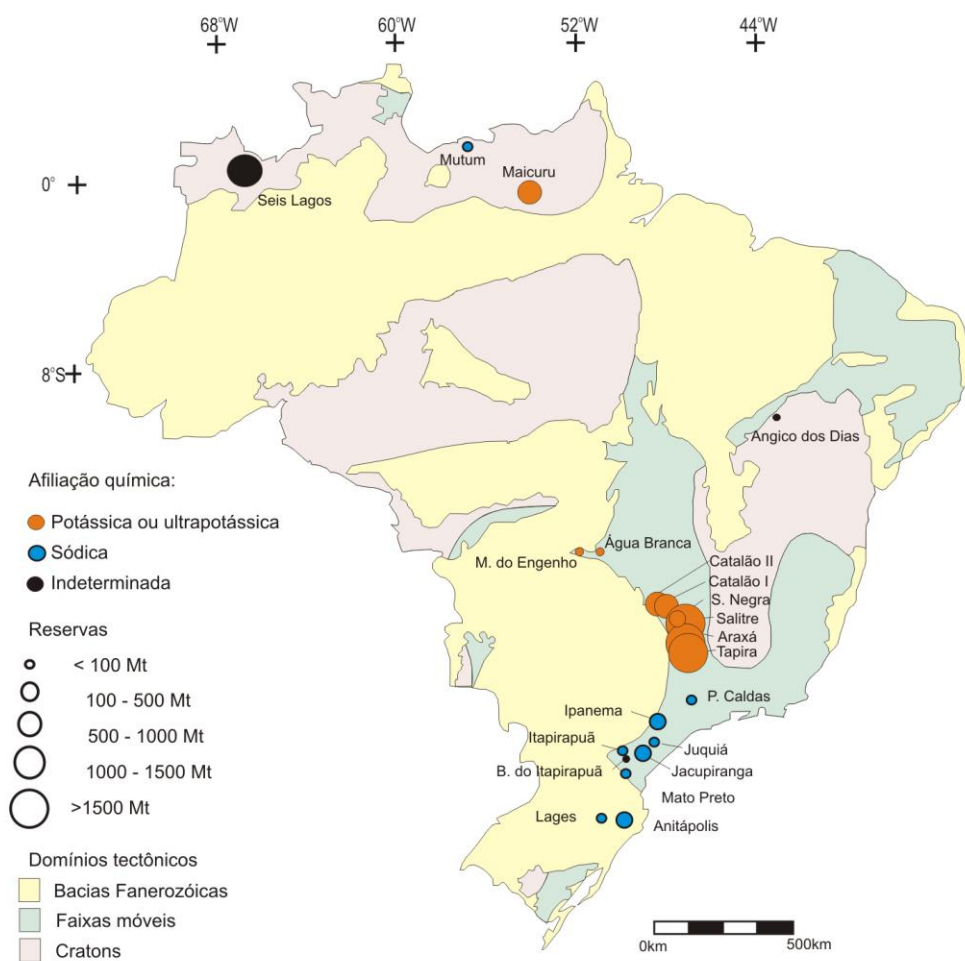 68°W 60°W 52°W 44°W
Mutum
Maicuru
0°
Seis Lagos
8°S
Angico dos Dias
Afiliação química:
Potássica ou ultrapotássica
Sódica
Indeterminada
Água Branca
M. do Engenho
Catalão II
Catalão I
S. Negra
Salitre
Araxá
Tapira
Reservas
< 100 Mt
100 - 500 Mt
500 - 1000 Mt
1000 - 1500 Mt
>1500 Mt
P. Caldas
Ipanema
Itapirapuã
Juquiá
B. do Itapirapuã
Jacupiranga
Mato Preto
Lages
Anitápolis
Domínios tectônicos
Bacias Fanerozóicas
Faixas móveis
Cratons
0km 500km